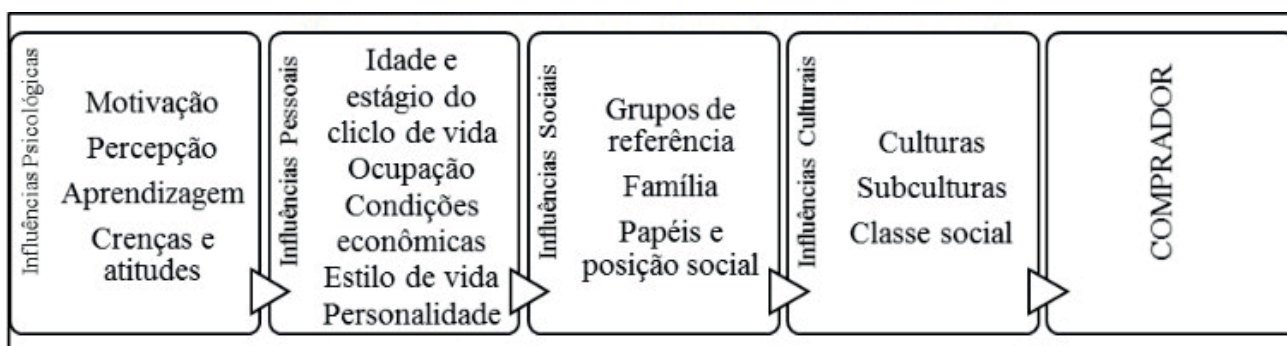 Influências Psicológicas
Motivação
Percepção
Aprendizagem
Crenças e
atitudes
Influências Pessoais
Idade e
estágio do
cliclo de vida
Ocupação
Condições
econômicas
Estilo de vida
Personalidade
Influências Sociais
Grupos de
referência
Família
Papéis e
posição social
Influências Culturais
Culturas
Subculturas
Classe social
COMPRADOR